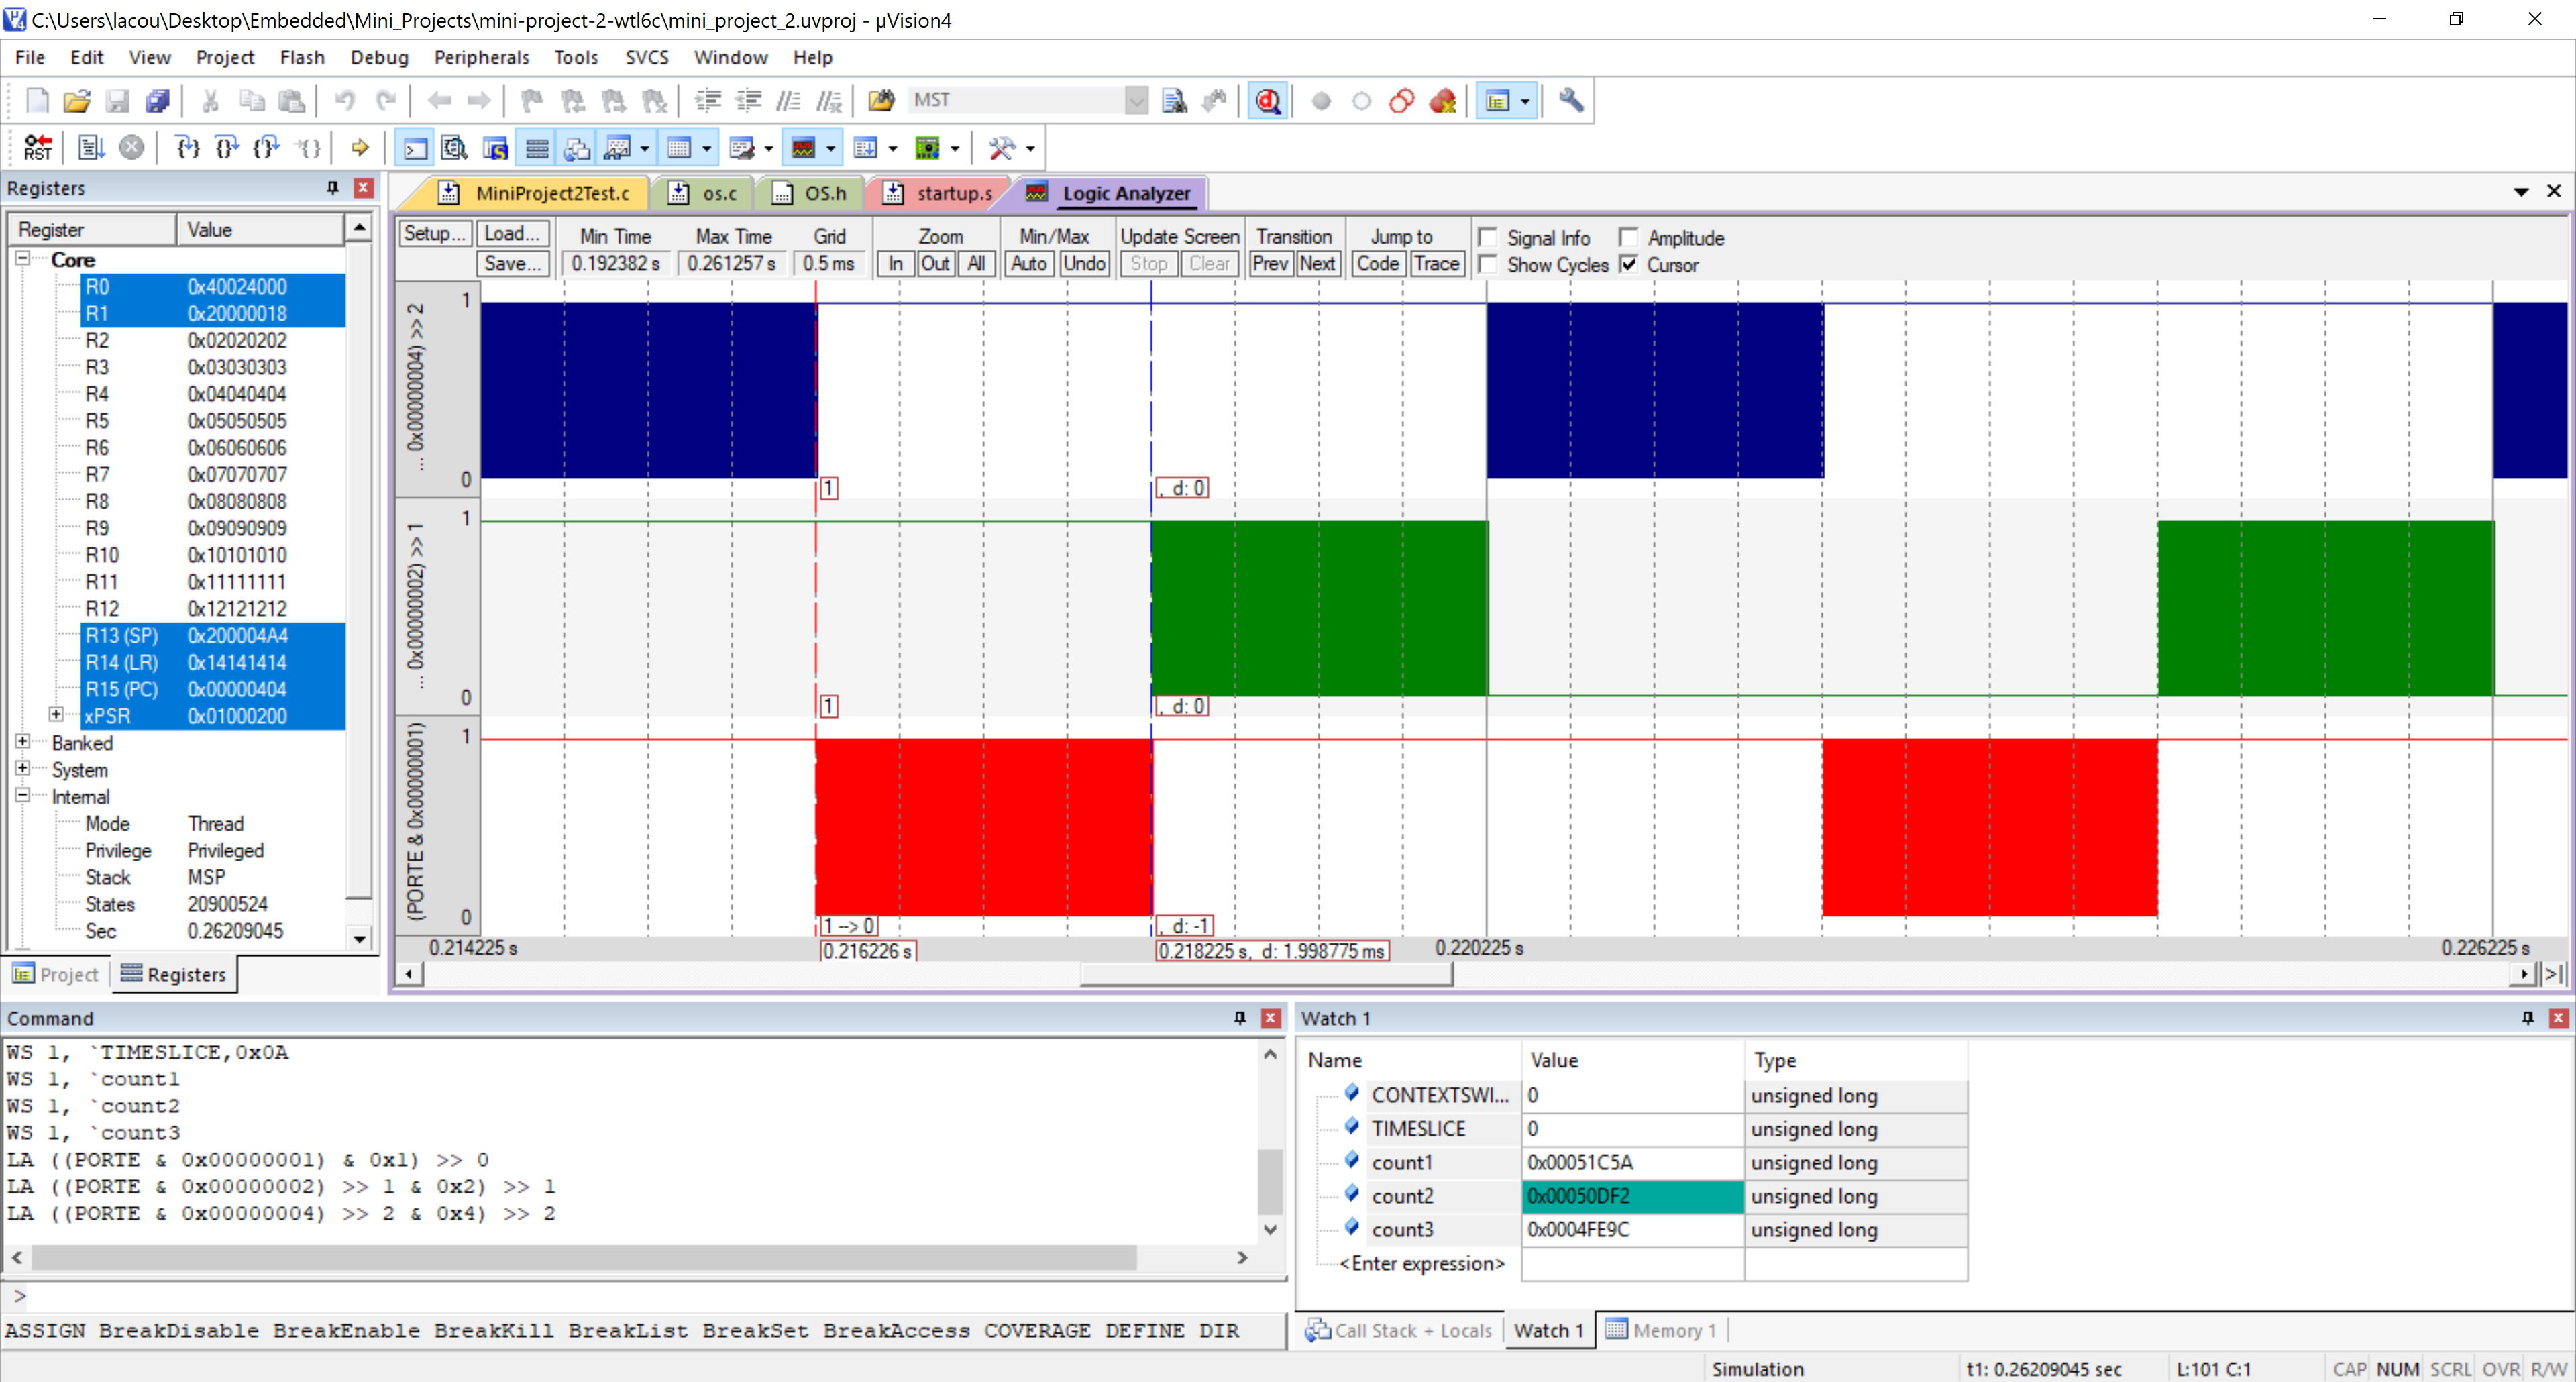 C:\Users\lacou\Desktop\Embedded\Mini_Projects\mini-project-2-wtl6c\mini_project_2.uvproj - µVision4
File Edit View Project Flash Debug Peripherals Tools SVCS Window Help
MST
RST
Registers
Register Value
Core
R0 0x40024000
R1 0x20000018
R2 0x02020202
R3 0x03030303
R4 0x04040404
R5 0x05050505
R6 0x06060606
R7 0x07070707
R8 0x08080808
R9 0x09090909
R10 0x10101010
R11 0x11111111
R12 0x12121212
R13 (SP) 0x200004A4
R14 (LR) 0x14141414
R15 (PC) 0x00000404
xPSR 0x01000200
Banked
System
Internal
Mode Thread
Privilege Privileged
Stack MSP
States 20900524
Sec 0.26209045
Project Registers
MiniProject2Test.c os.c OS.h startup.s Logic Analyzer
Setup... Load... Min Time Max Time Grid Zoom Min/Max Update Screen Transition Jump to Signal Info Amplitude
Save... 0.192382 s 0.261257 s 0.5 ms In Out All Auto Undo Stop Clear Prev Next Code Trace Show Cycles Cursor
... 0x00000004) >> 2
1
0
1 , d: 0
... 0x00000002) >> 1
1
0
1 , d: 0
(PORTE & 0x00000001)
1
0
1 --> 0 , d: -1
0.214225 s 0.216226 s 0.218225 s, d: 1.998775 ms 0.220225 s 0.226225 s
Command
WS 1, `TIMESLICE,0x0A
WS 1, `count1
WS 1, `count2
WS 1, `count3
LA ((PORTE & 0x00000001) & 0x1) >> 0
LA ((PORTE & 0x00000002) >> 1 & 0x2) >> 1
LA ((PORTE & 0x00000004) >> 2 & 0x4) >> 2
>
ASSIGN BreakDisable BreakEnable BreakKill BreakList BreakSet BreakAccess COVERAGE DEFINE DIR
Watch 1
Name Value Type
CONTEXTSWI... 0 unsigned long
TIMESLICE 0 unsigned long
count1 0x00051C5A unsigned long
count2 0x00050DF2 unsigned long
count3 0x0004FE9C unsigned long
<Enter expression>
Call Stack + Locals Watch 1 Memory 1
Simulation t1: 0.26209045 sec L:101 C:1 CAP NUM SCRL OVR R/W